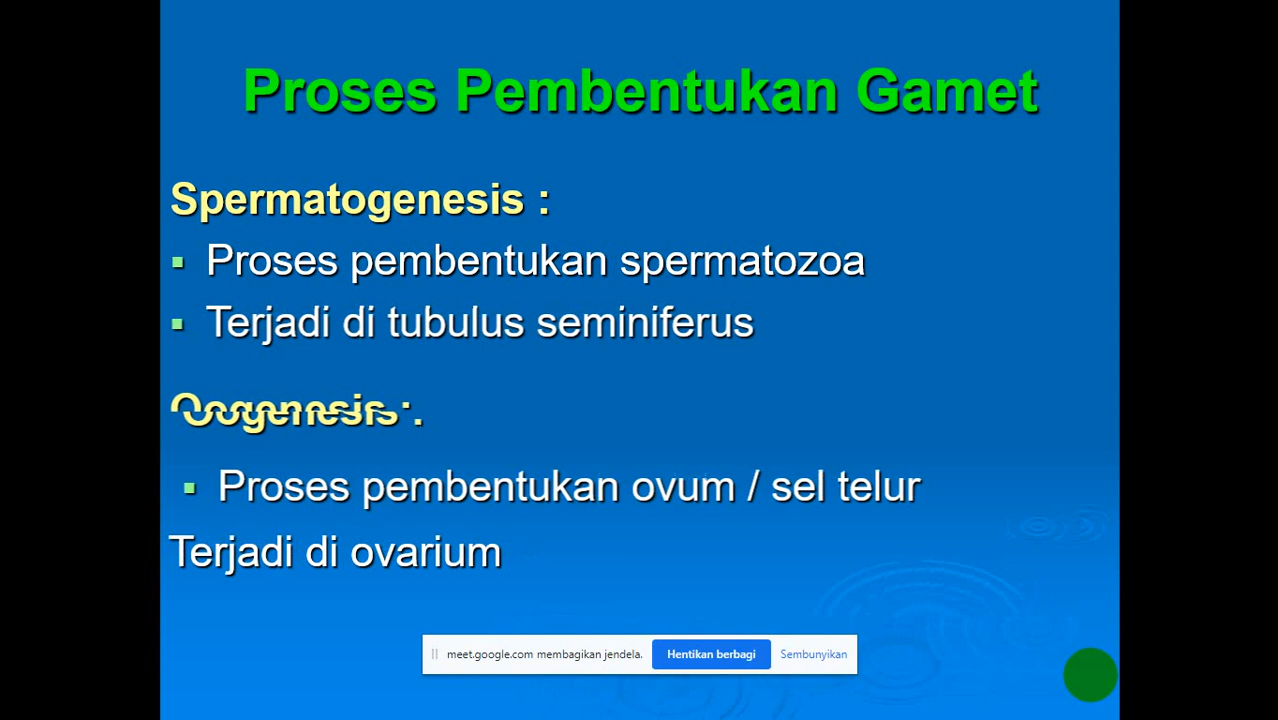 Proses Pembentukan Gamet
Spermatogenesis :
▪ Proses pembentukan spermatozoa
▪ Terjadi di tubulus seminiferus
Oogenesis :.
▪ Proses pembentukan ovum / sel telur
Terjadi di ovarium
meet.google.com membagikan jendela. Hentikan berbagi Sembunyikan